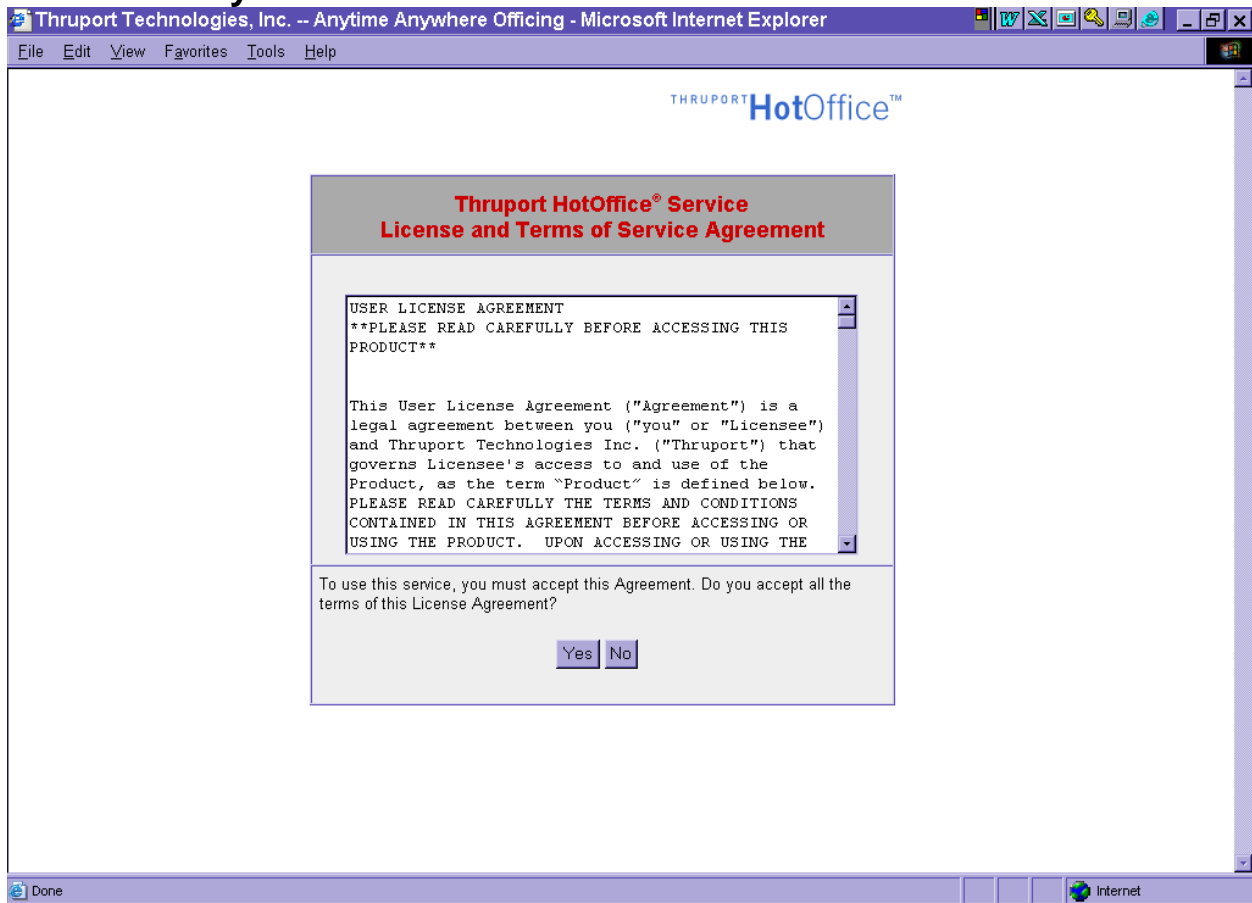 Thruport Technologies, Inc. -- Anytime Anywhere Officing - Microsoft Internet Explorer
File Edit View Favorites Tools Help
THRUPORT HotOffice™
Thruport HotOffice® Service
License and Terms of Service Agreement
USER LICENSE AGREEMENT
**PLEASE READ CAREFULLY BEFORE ACCESSING THIS
PRODUCT**
This User License Agreement ("Agreement") is a
legal agreement between you ("you" or "Licensee")
and Thruport Technologies Inc. ("Thruport") that
governs Licensee's access to and use of the
Product, as the term “Product” is defined below.
PLEASE READ CAREFULLY THE TERMS AND CONDITIONS
CONTAINED IN THIS AGREEMENT BEFORE ACCESSING OR
USING THE PRODUCT. UPON ACCESSING OR USING THE
To use this service, you must accept this Agreement. Do you accept all the
terms of this License Agreement?
Yes No
Done Internet